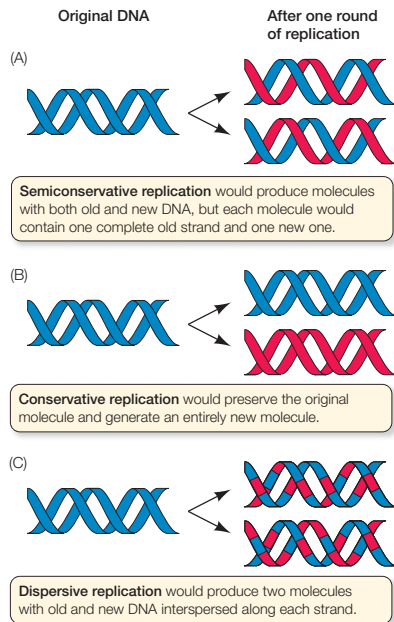 Original DNA
After one round
of replication
(A)
Semiconservative replication would produce molecules
with both old and new DNA, but each molecule would
contain one complete old strand and one new one.
(B)
Conservative replication would preserve the original
molecule and generate an entirely new molecule.
(C)
Dispersive replication would produce two molecules
with old and new DNA interspersed along each strand.